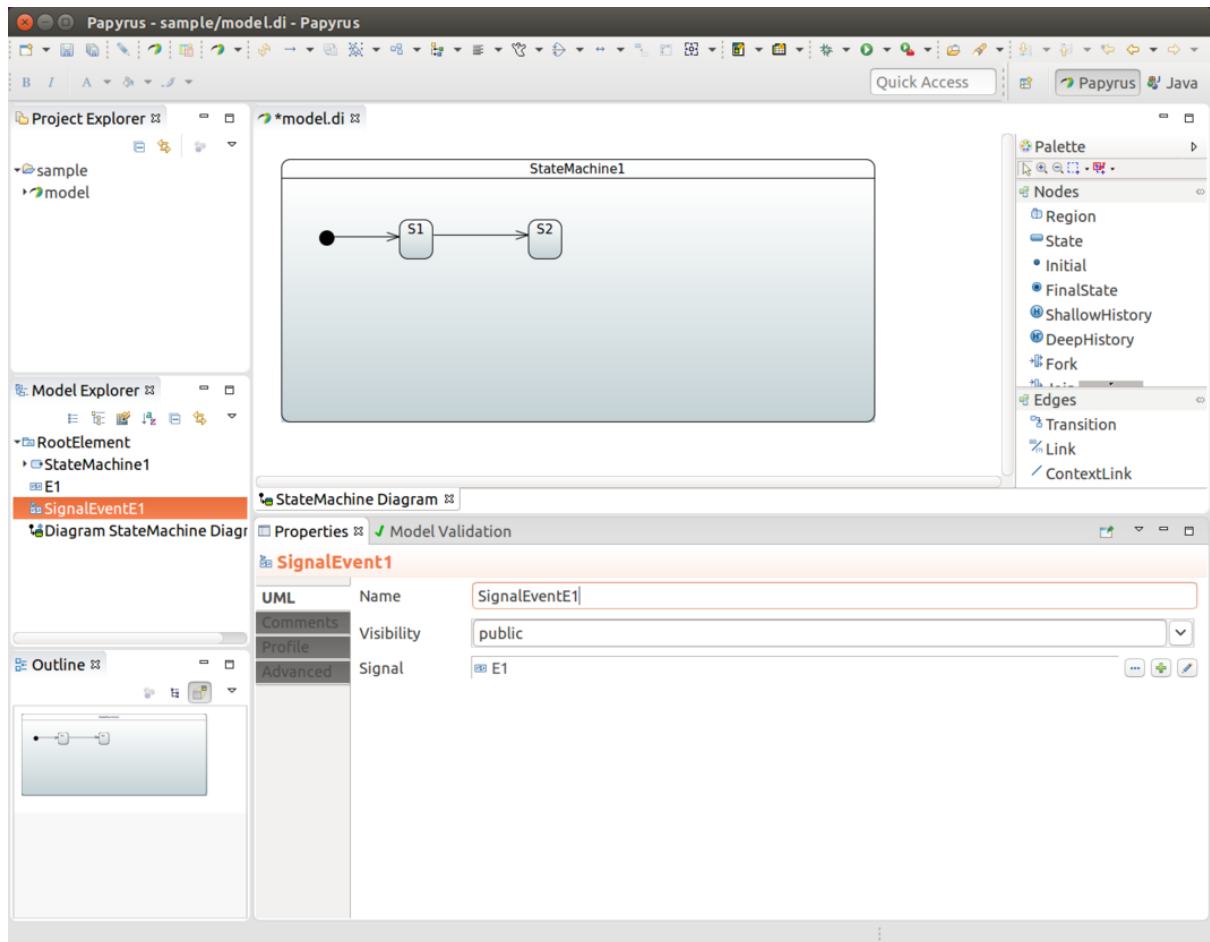 Papyrus - sample/model.di - Papyrus
B I A
Quick Access
Papyrus
Java
Project Explorer
sample
model
*model.di
StateMachine1
S1
S2
Palette
Nodes
Region
State
Initial
FinalState
ShallowHistory
DeepHistory
Fork
Edges
Transition
Link
ContextLink
Model Explorer
RootElement
StateMachine1
E1
SignalEventE1
Diagram StateMachine Diagr
StateMachine Diagram
Properties
Model Validation
SignalEvent1
UML
Comments
Profile
Advanced
Name
SignalEventE1
Visibility
public
Signal
E1
Outline